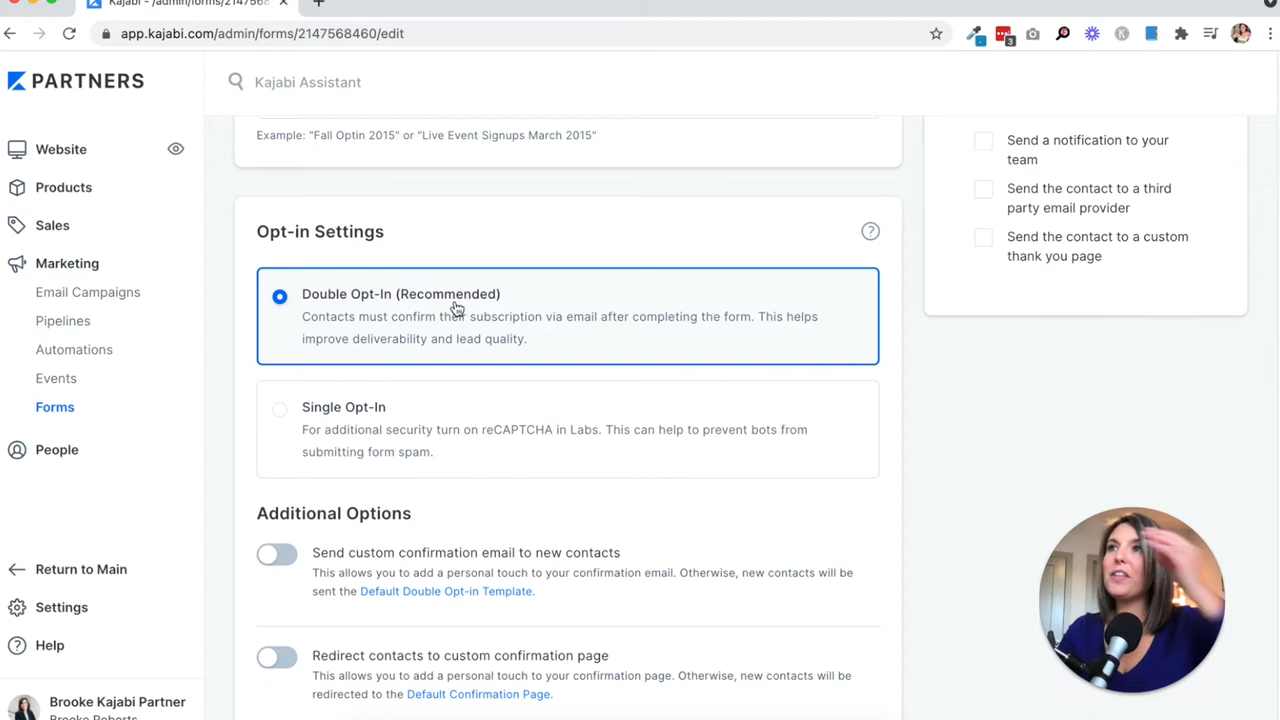 Kajabi - /admin/forms/2147568
app.kajabi.com/admin/forms/2147568460/edit
3
K
PARTNERS
Kajabi Assistant
Website
Products
Sales
Marketing
Email Campaigns
Pipelines
Automations
Events
Forms
People
Return to Main
Settings
Help
Brooke Kajabi Partner
Brooke Roberts
Example: "Fall Optin 2015" or "Live Event Signups March 2015"
Opt-in Settings
?
Double Opt-In (Recommended)
Contacts must confirm their subscription via email after completing the form. This helps
improve deliverability and lead quality.
Single Opt-In
For additional security turn on reCAPTCHA in Labs. This can help to prevent bots from
submitting form spam.
Additional Options
Send custom confirmation email to new contacts
This allows you to add a personal touch to your confirmation email. Otherwise, new contacts will be
sent the Default Double Opt-in Template.
Redirect contacts to custom confirmation page
This allows you to add a personal touch to your confirmation page. Otherwise, new contacts will be
redirected to the Default Confirmation Page.
Send a notification to your
team
Send the contact to a third
party email provider
Send the contact to a custom
thank you page